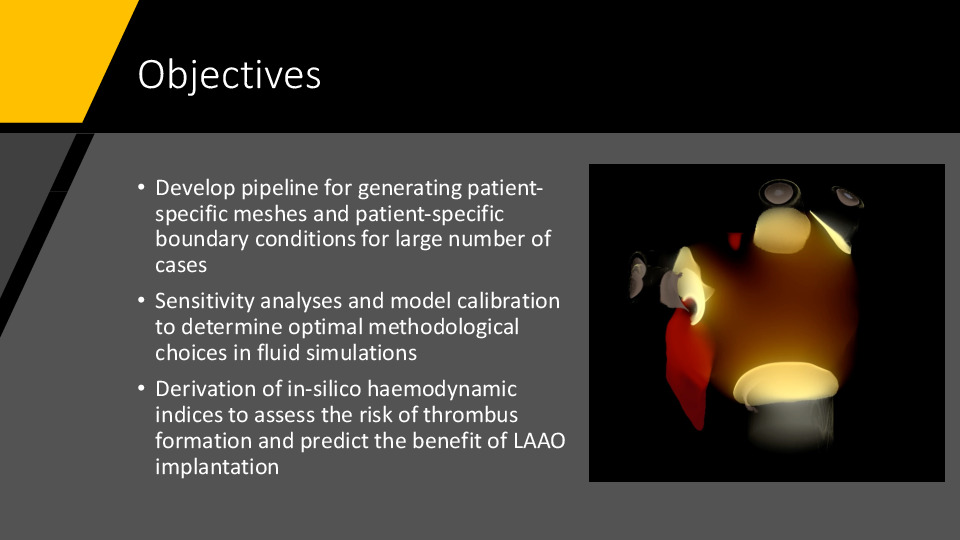 Objectives
• Develop pipeline for generating patient-
specific meshes and patient-specific
boundary conditions for large number of
cases
• Sensitivity analyses and model calibration
to determine optimal methodological
choices in fluid simulations
• Derivation of in-silico haemodynamic
indices to assess the risk of thrombus
formation and predict the benefit of LAAO
implantation